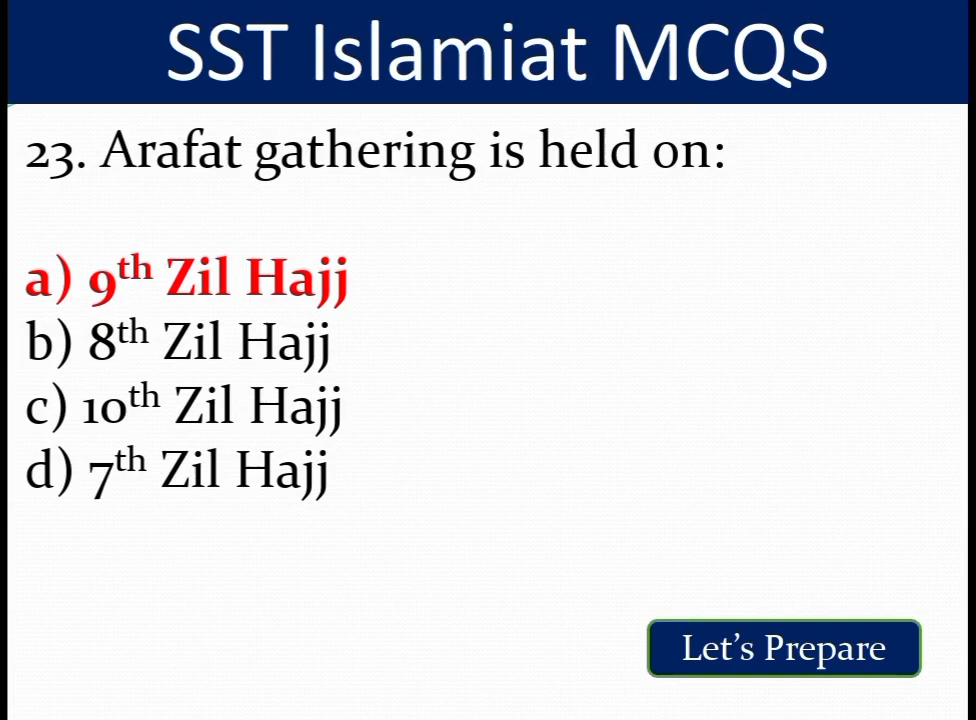 SST Islamiat MCQS
23. Arafat gathering is held on:
a) 9th Zil Hajj
b) 8th Zil Hajj
c) 10th Zil Hajj
d) 7th Zil Hajj
Let's Prepare